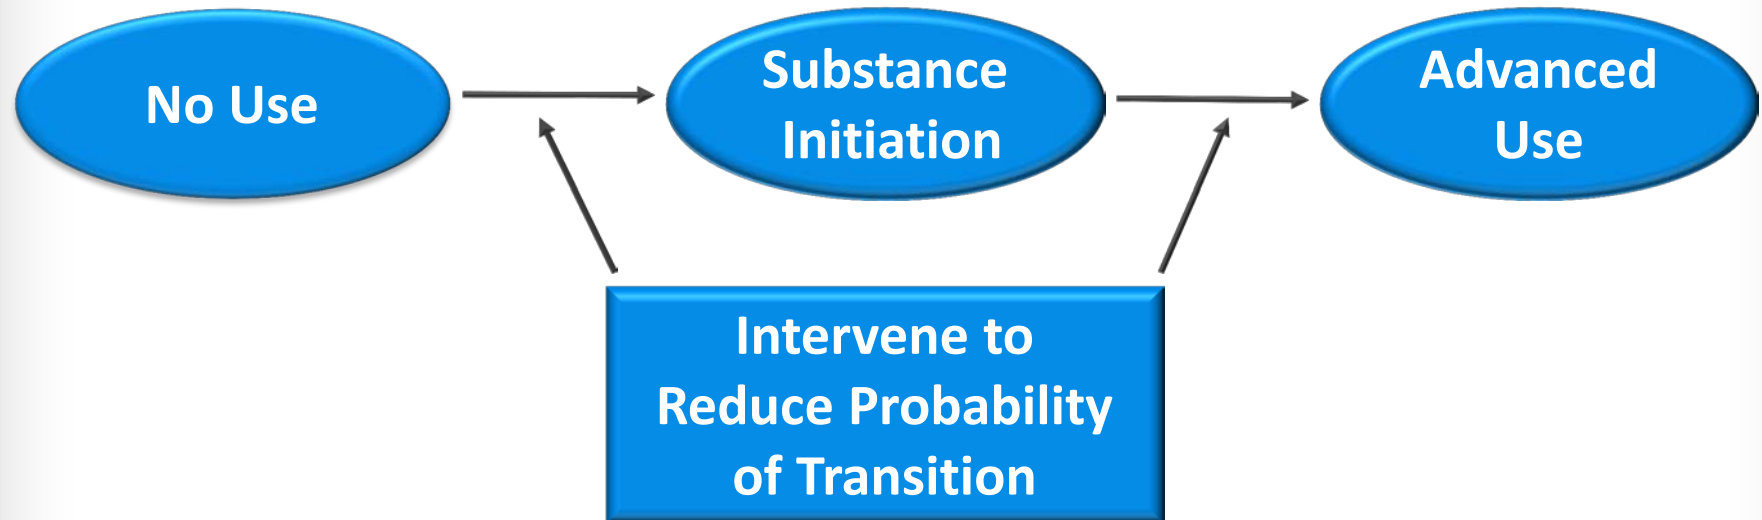 No Use
Substance
Initiation
Advanced
Use
Intervene to
Reduce Probability
of Transition